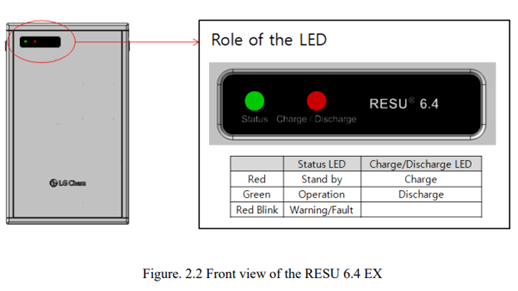 Role of the LED
RESU® 6.4
Status Charge / Discharge
LG Chem
Status LED Charge/Discharge LED
Red Stand by Charge
Green Operation Discharge
Red Blink Warning/Fault
Figure. 2.2 Front view of the RESU 6.4 EX